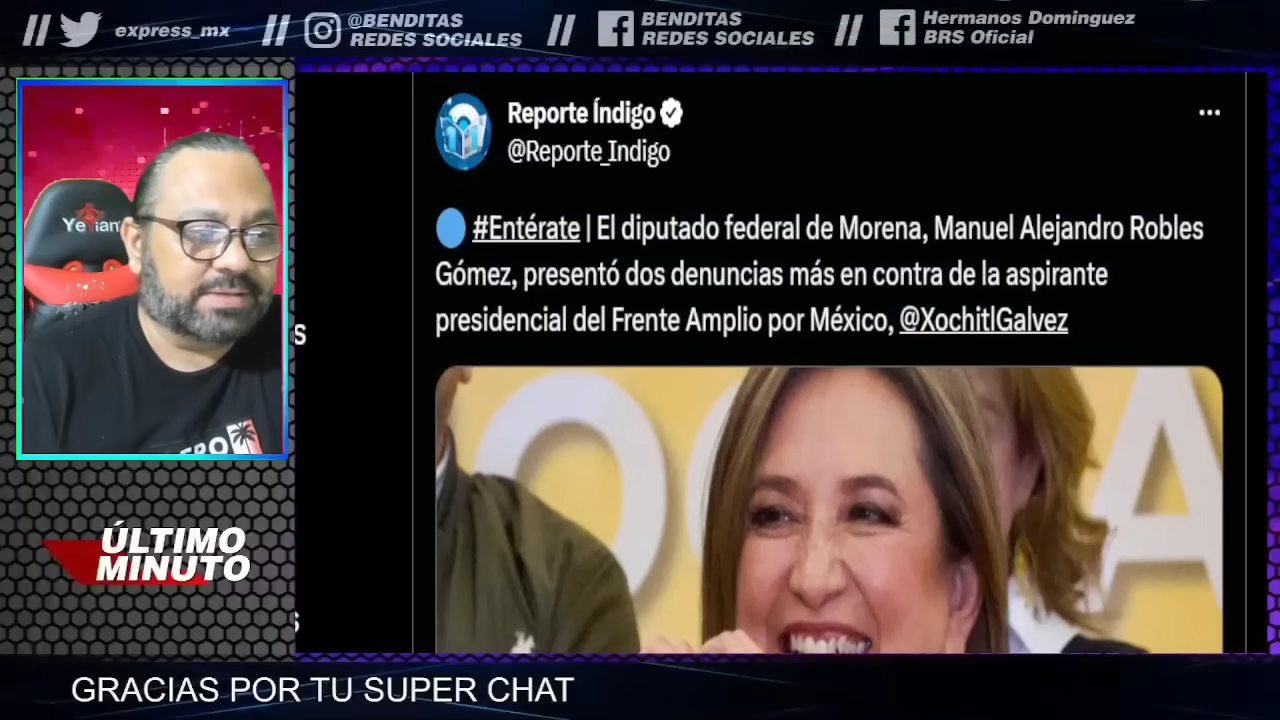 // express_mx // @BENDITAS REDES SOCIALES // BENDITAS REDES SOCIALES // Hermanos Dominguez BRS Oficial
Reporte Índigo
@Reporte_Indigo
#Entérate | El diputado federal de Morena, Manuel Alejandro Robles
Gómez, presentó dos denuncias más en contra de la aspirante
presidencial del Frente Amplio por México, @XochitlGalvez
S
S
ÚLTIMO
MINUTO
GRACIAS POR TU SUPER CHAT